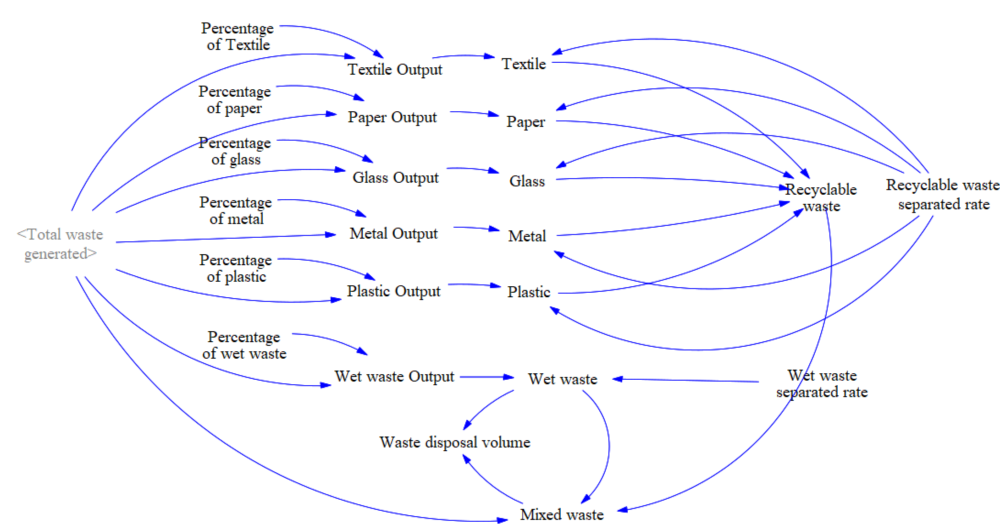 Percentage
of Textile
Textile Output
Textile
Percentage
of paper
Paper Output
Paper
Percentage
of glass
Glass Output
Glass
Recyclable
waste
Recyclable waste
separated rate
Percentage
of metal
Metal Output
Metal
<Total waste
generated>
Percentage
of plastic
Plastic Output
Plastic
Percentage
of wet waste
Wet waste Output
Wet waste
Wet waste
separated rate
Waste disposal volume
Mixed waste